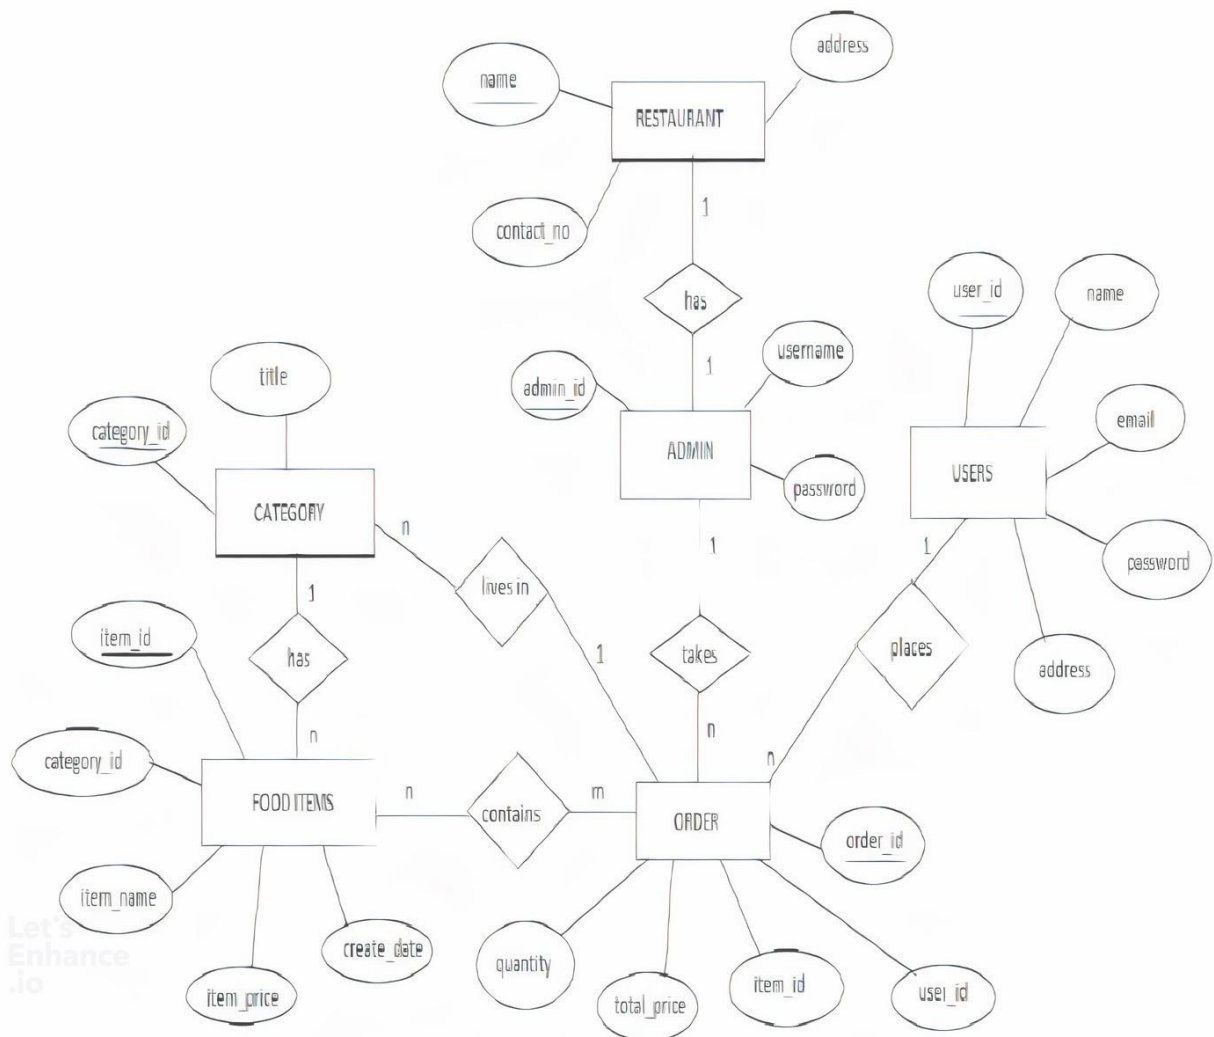 address
name
RESTAURANT
contact_no
1
has
1
username
admin_id
ADMIN
password
user_id
name
email
USERS
password
address
1
places
n
title
category_id
CATEGORY
n
lives in
1
1
has
n
1
takes
n
item_id
category_id
FOOD ITEMS
item_name
item_price
create_date
n
contains
m
ORDER
order_id
quantity
total_price
item_id
user_id
Let's
Enhance
.io